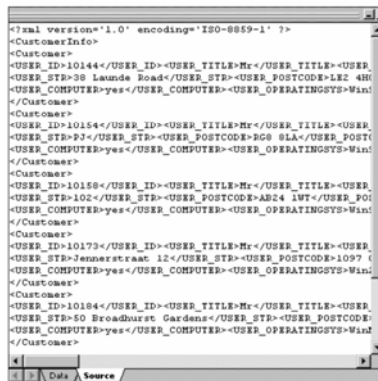 <?xml version='1.0' encoding='ISO-8859-1' ?>
<CustomerInfo>
<Customer>
<USER_ID>10144</USER_ID><USER_TITLE>Mr</USER_TITLE><USER_
USER_STR>38 Launde Road</USER_STR><USER_POSTCODE>LE2 4H
USER_COMPUTER>yes</USER_COMPUTER><USER_OPERATINGSYS>Win
</Customer>
<Customer>
<USER_ID>10154</USER_ID><USER_TITLE>Mr</USER_TITLE><USER_
<USER_STR>PJ</USER_STR><USER_POSTCODE>RG8 8LA</USER_POST
<USER_COMPUTER>yes</USER_COMPUTER><USER_OPERATINGSYS>Win
</Customer>
<Customer>
<USER_ID>10158</USER_ID><USER_TITLE>Mr</USER_TITLE><USER_
<USER_STR>102</USER_STR><USER_POSTCODE>AB24 1WT</USER_POS
<USER_COMPUTER>yes</USER_COMPUTER><USER_OPERATINGSYS>Win
</Customer>
<Customer>
<USER_ID>10173</USER_ID><USER_TITLE>Mr</USER_TITLE><USER_
<USER_STR>Jennerstraat 12</USER_STR><USER_POSTCODE>1097
<USER_COMPUTER>yes</USER_COMPUTER><USER_OPERATINGSYS>Win
</Customer>
<Customer>
<USER_ID>10184</USER_ID><USER_TITLE>Mr</USER_TITLE><USER_
<USER_STR>50 Broadhurst Gardens</USER_STR><USER_POSTCODE>
<USER_COMPUTER>yes</USER_COMPUTER><USER_OPERATINGSYS>Win
</Customer>
Data Source